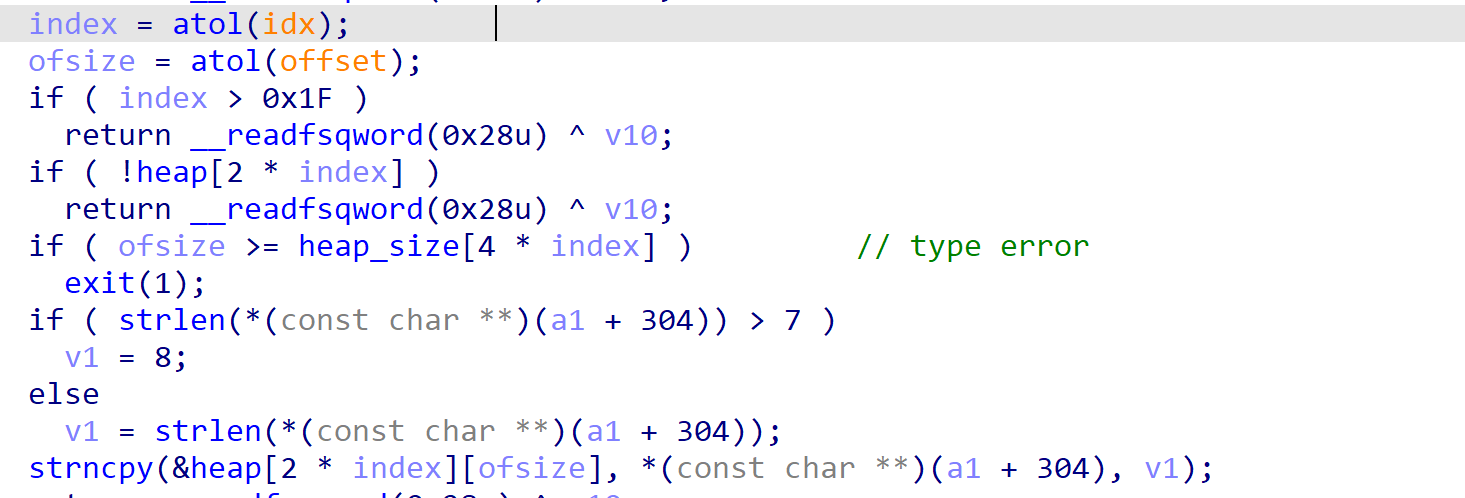 index = atol(idx);
ofsize = atol(offset);
if ( index > 0x1F )
return __readfsqword(0x28u) ^ v10;
if ( !heap[2 * index] )
return __readfsqword(0x28u) ^ v10;
if ( ofsize >= heap_size[4 * index] ) // type error
exit(1);
if ( strlen(*(const char **)(a1 + 304)) > 7 )
v1 = 8;
else
v1 = strlen(*(const char **)(a1 + 304));
strncpy(&heap[2 * index][ofsize], *(const char **)(a1 + 304), v1);